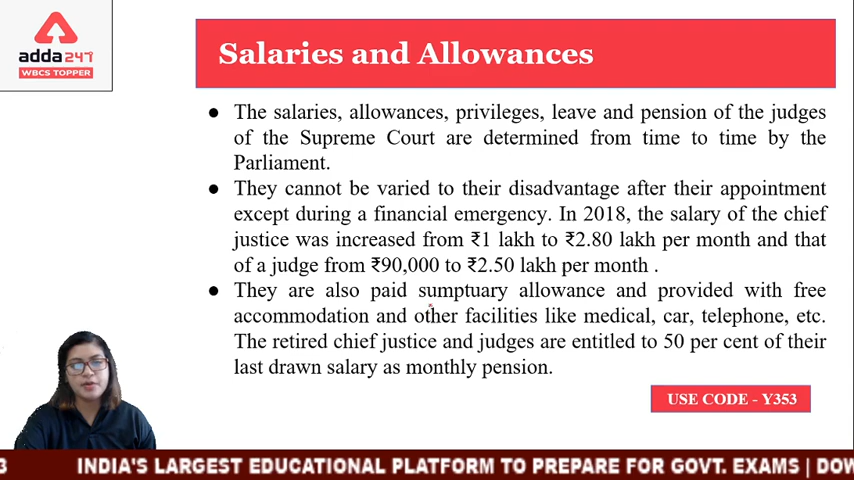 adda247
WBCS TOPPER
Salaries and Allowances
● The salaries, allowances, privileges, leave and pension of the judges
of the Supreme Court are determined from time to time by the
Parliament.
● They cannot be varied to their disadvantage after their appointment
except during a financial emergency. In 2018, the salary of the chief
justice was increased from ₹1 lakh to ₹2.80 lakh per month and that
of a judge from ₹90,000 to ₹2.50 lakh per month .
● They are also paid sumptuary allowance and provided with free
accommodation and other facilities like medical, car, telephone, etc.
The retired chief justice and judges are entitled to 50 per cent of their
last drawn salary as monthly pension.
USE CODE - Y353
3 INDIA'S LARGEST EDUCATIONAL PLATFORM TO PREPARE FOR GOVT. EXAMS | DOW